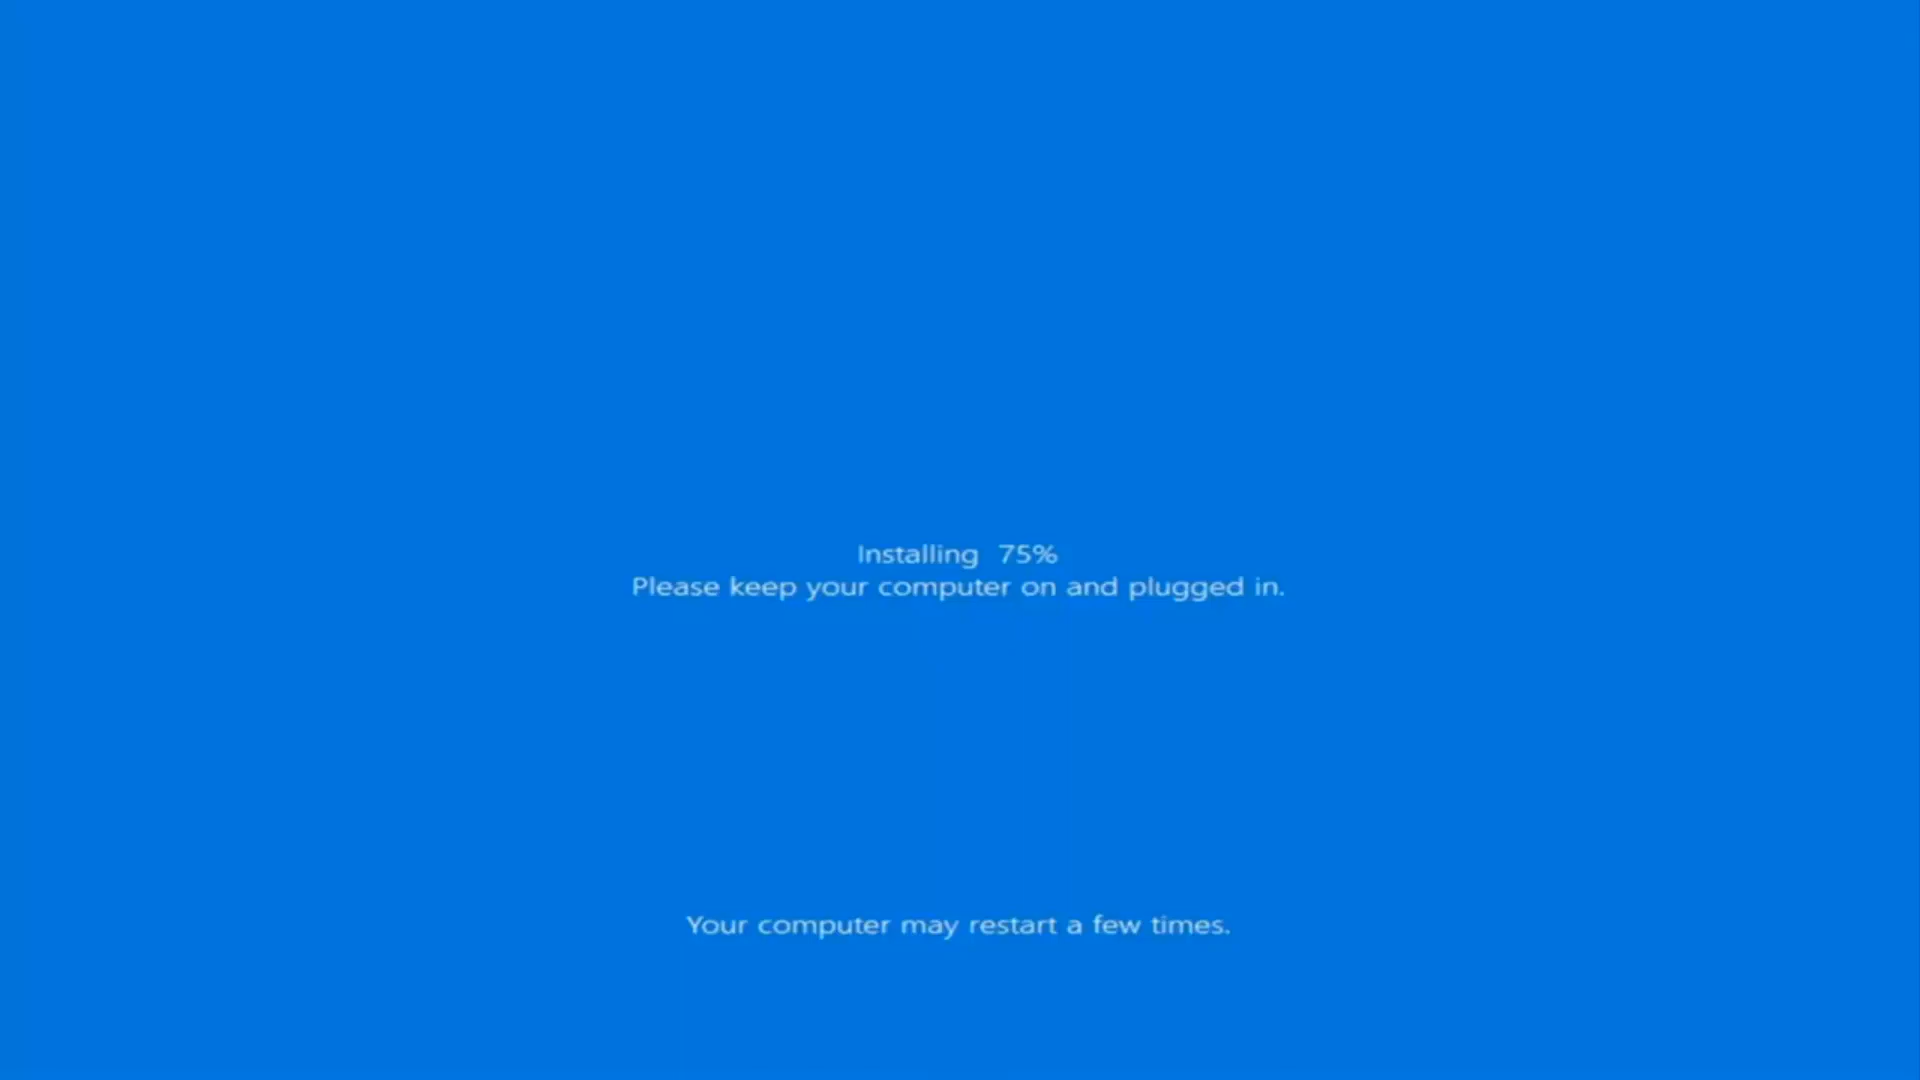 Installing 75%
Please keep your computer on and plugged in.
Your computer may restart a few times.